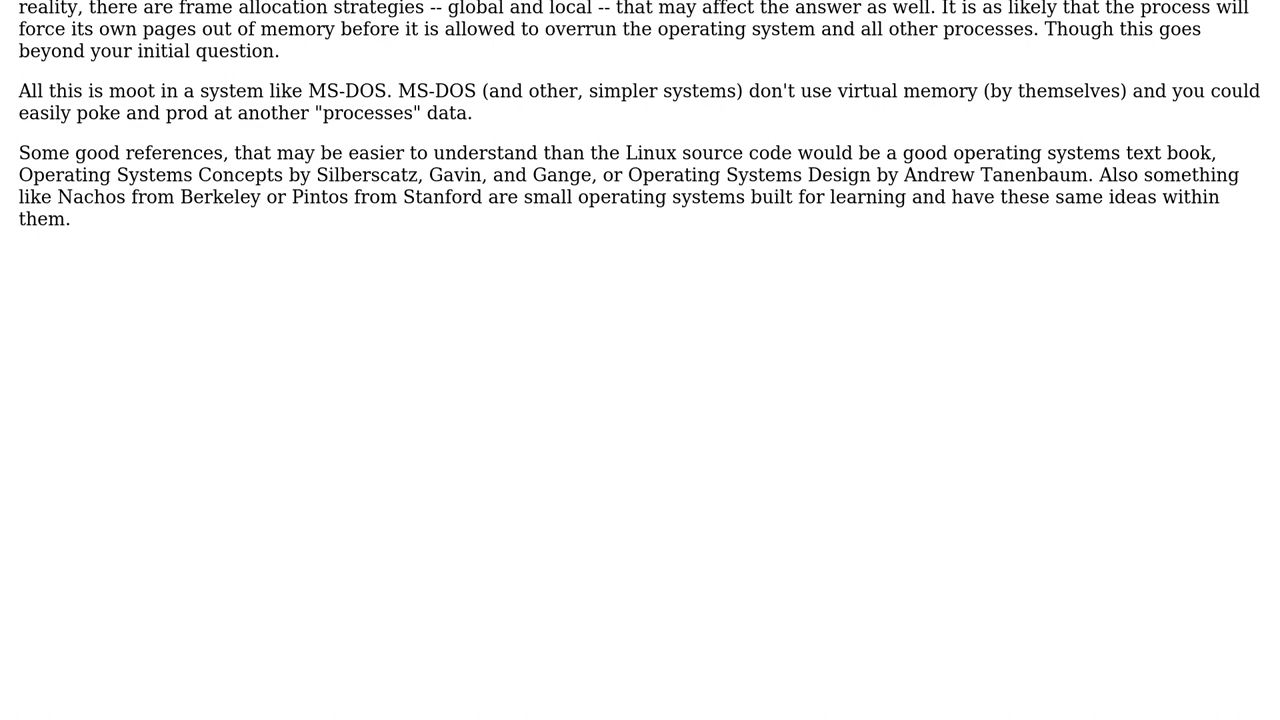 reality, there are frame allocation strategies -- global and local -- that may affect the answer as well. It is as likely that the process will
force its own pages out of memory before it is allowed to overrun the operating system and all other processes. Though this goes
beyond your initial question.
All this is moot in a system like MS-DOS. MS-DOS (and other, simpler systems) don't use virtual memory (by themselves) and you could
easily poke and prod at another "processes" data.
Some good references, that may be easier to understand than the Linux source code would be a good operating systems text book,
Operating Systems Concepts by Silberscatz, Gavin, and Gange, or Operating Systems Design by Andrew Tanenbaum. Also something
like Nachos from Berkeley or Pintos from Stanford are small operating systems built for learning and have these same ideas within
them.